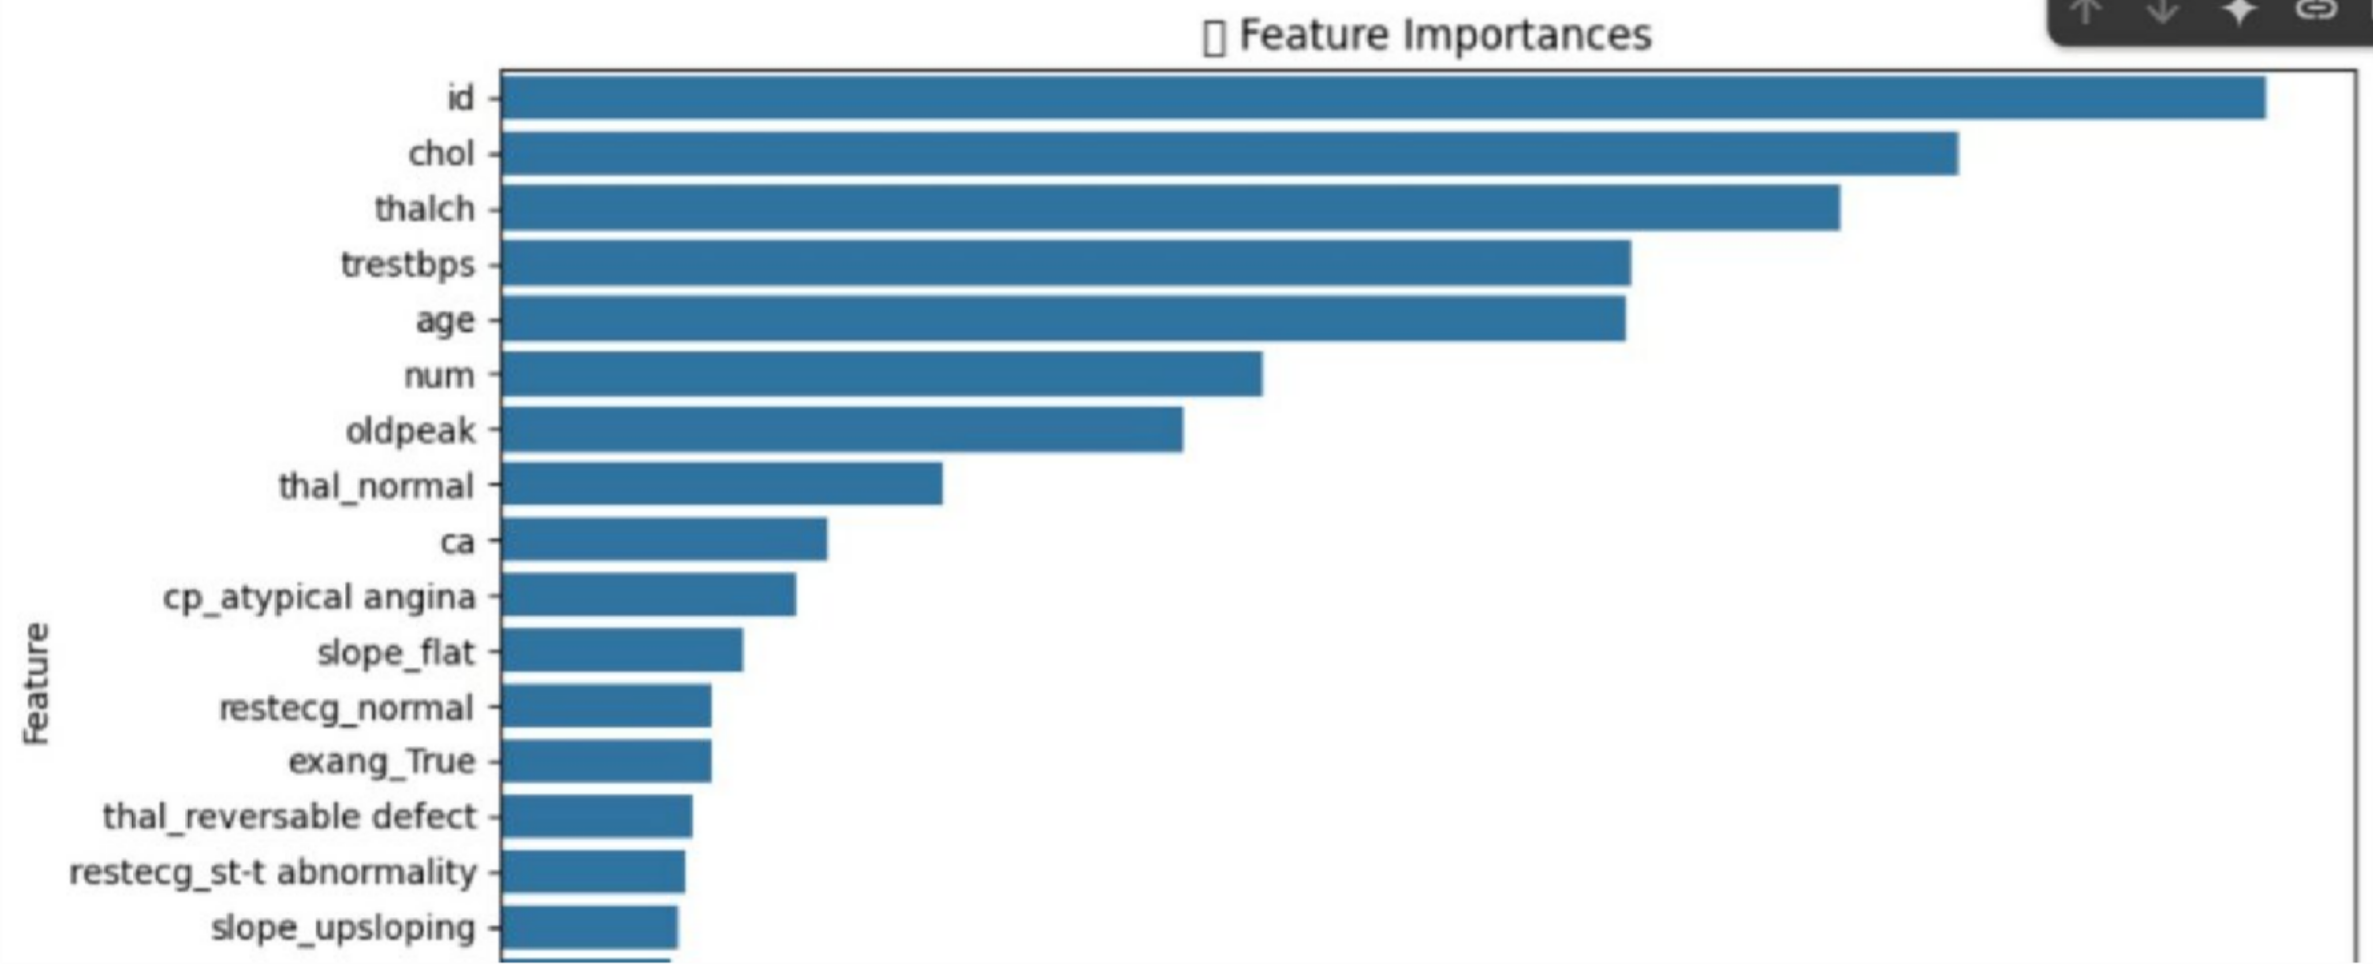 Feature Importances
id
chol
thalch
trestbps
age
num
oldpeak
thal_normal
ca
cp_atypical angina
slope_flat
restecg_normal
exang_True
thal_reversable defect
restecg_st-t abnormality
slope_upsloping
Feature